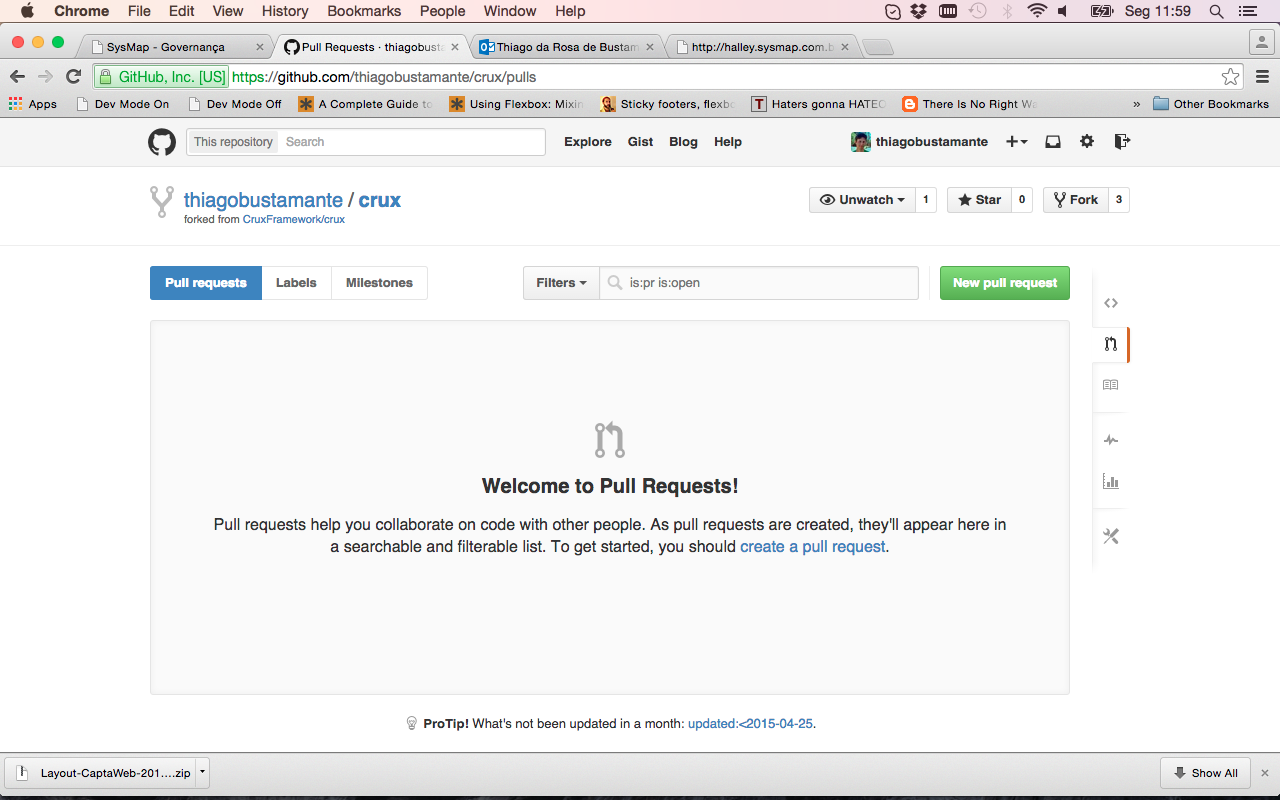 Chrome File Edit View History Bookmarks People Window Help Seg 11:59
SysMap - Governança
Pull Requests · thiagobusta
Thiago da Rosa de Bustam
http://halley.sysmap.com.b
GitHub, Inc. [US] https://github.com/thiagobustamante/crux/pulls
Apps Dev Mode On Dev Mode Off A Complete Guide to Using Flexbox: Mixin Sticky footers, flexbo Haters gonna HATEO There Is No Right Wa » Other Bookmarks
This repository Search Explore Gist Blog Help thiagobustamante
thiagobustamante / crux
forked from CruxFramework/crux
Unwatch 1 Star 0 Fork 3
Pull requests Labels Milestones Filters is:pr is:open New pull request
Welcome to Pull Requests!
Pull requests help you collaborate on code with other people. As pull requests are created, they'll appear here in
a searchable and filterable list. To get started, you should create a pull request.
ProTip! What's not been updated in a month: updated:<2015-04-25.
Layout-CaptaWeb-201....zip Show All